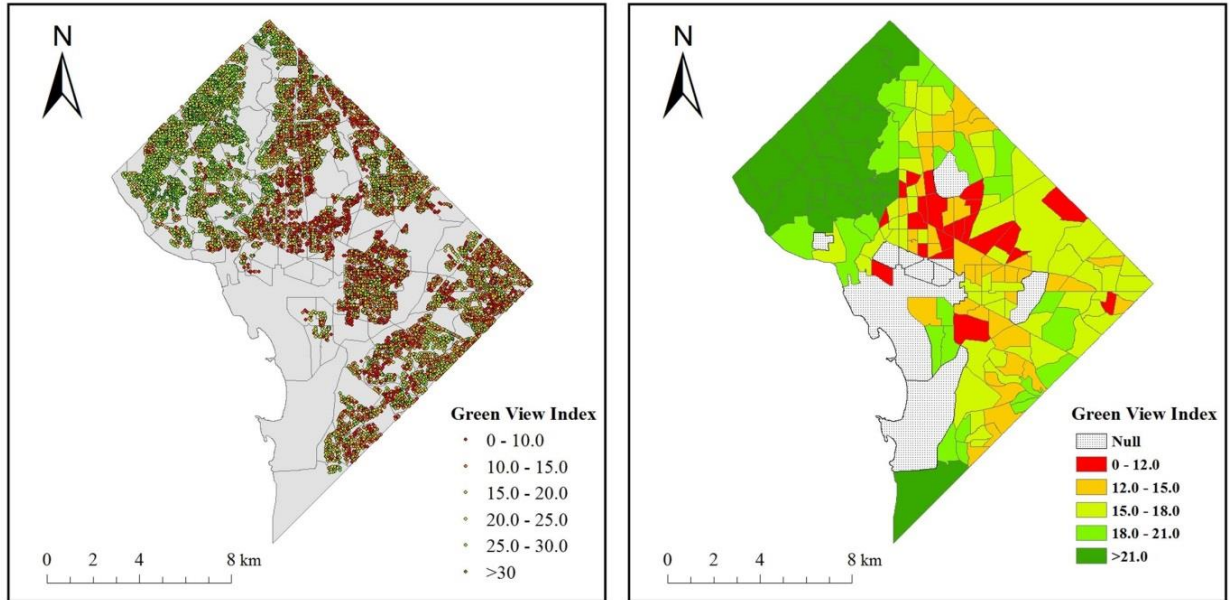 N
Green View Index
0 - 10.0
10.0 - 15.0
15.0 - 20.0
20.0 - 25.0
25.0 - 30.0
>30
0 2 4 8 km
N
Green View Index
Null
0 - 12.0
12.0 - 15.0
15.0 - 18.0
18.0 - 21.0
>21.0
0 2 4 8 km